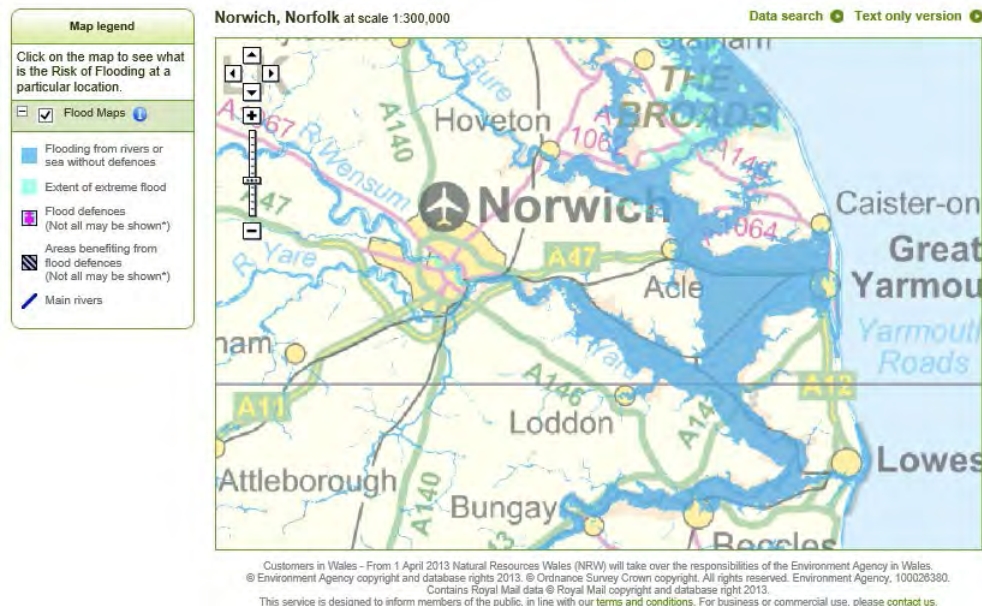 Map legend
Click on the map to see what
is the Risk of Flooding at a
particular location.
Flood Maps
Flooding from rivers or
sea without defences
Extent of extreme flood
Flood defences
(Not all may be shown*)
Areas benefiting from
flood defences
(Not all may be shown*)
Main rivers
Norwich, Norfolk at scale 1:300,000
Data search
Text only version
THE
BROADS
R Bure
Hoveton
A140
R Wensum
A47
Norwich
A149
1064
Caister-on
Great
Yarmou
Yarmouth
Roads
A47
Acle
R Yare
Yare
A146
A12
A11
Loddon
Attleborough
A140
Bungay
Lowes
Beccles
Customers in Wales - From 1 April 2013 Natural Resources Wales (NRW) will take over the responsibilities of the Environment Agency in Wales.
© Environment Agency copyright and database rights 2013. © Ordnance Survey Crown copyright. All rights reserved. Environment Agency, 100026380.
Contains Royal Mail data © Royal Mail copyright and database right 2013.
This service is designed to inform members of the public, in line with our terms and conditions. For business or commercial use, please contact us.